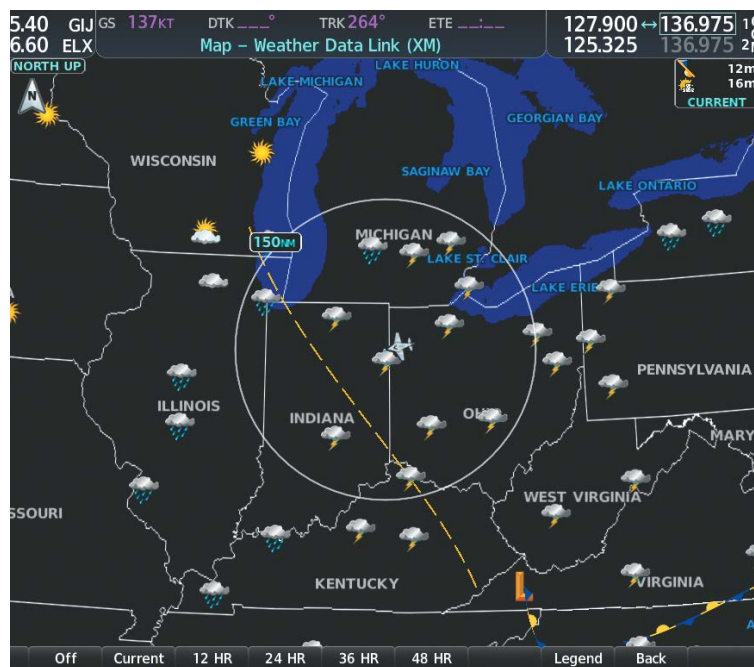 5.40 GIJ GS 137KT DTK ___° TRK 264° ETE __:__ 127.900 ↔ 136.975
6.60 ELX Map – Weather Data Link (XM) 125.325 136.975
NORTH UP
N
LAKE HURON
12m
16m
CURRENT
LAKE MICHIGAN
GREEN BAY
GEORGIAN BAY
WISCONSIN
SAGINAW BAY
LAKE ONTARIO
MICHIGAN
150NM
LAKE ST. CLAIR
LAKE ERIE
PENNSYLVANIA
ILLINOIS
INDIANA
OH
MARY
WEST VIRGINIA
SSOURI
KENTUCKY
VIRGINIA
L
Off Current 12 HR 24 HR 36 HR 48 HR Legend Back